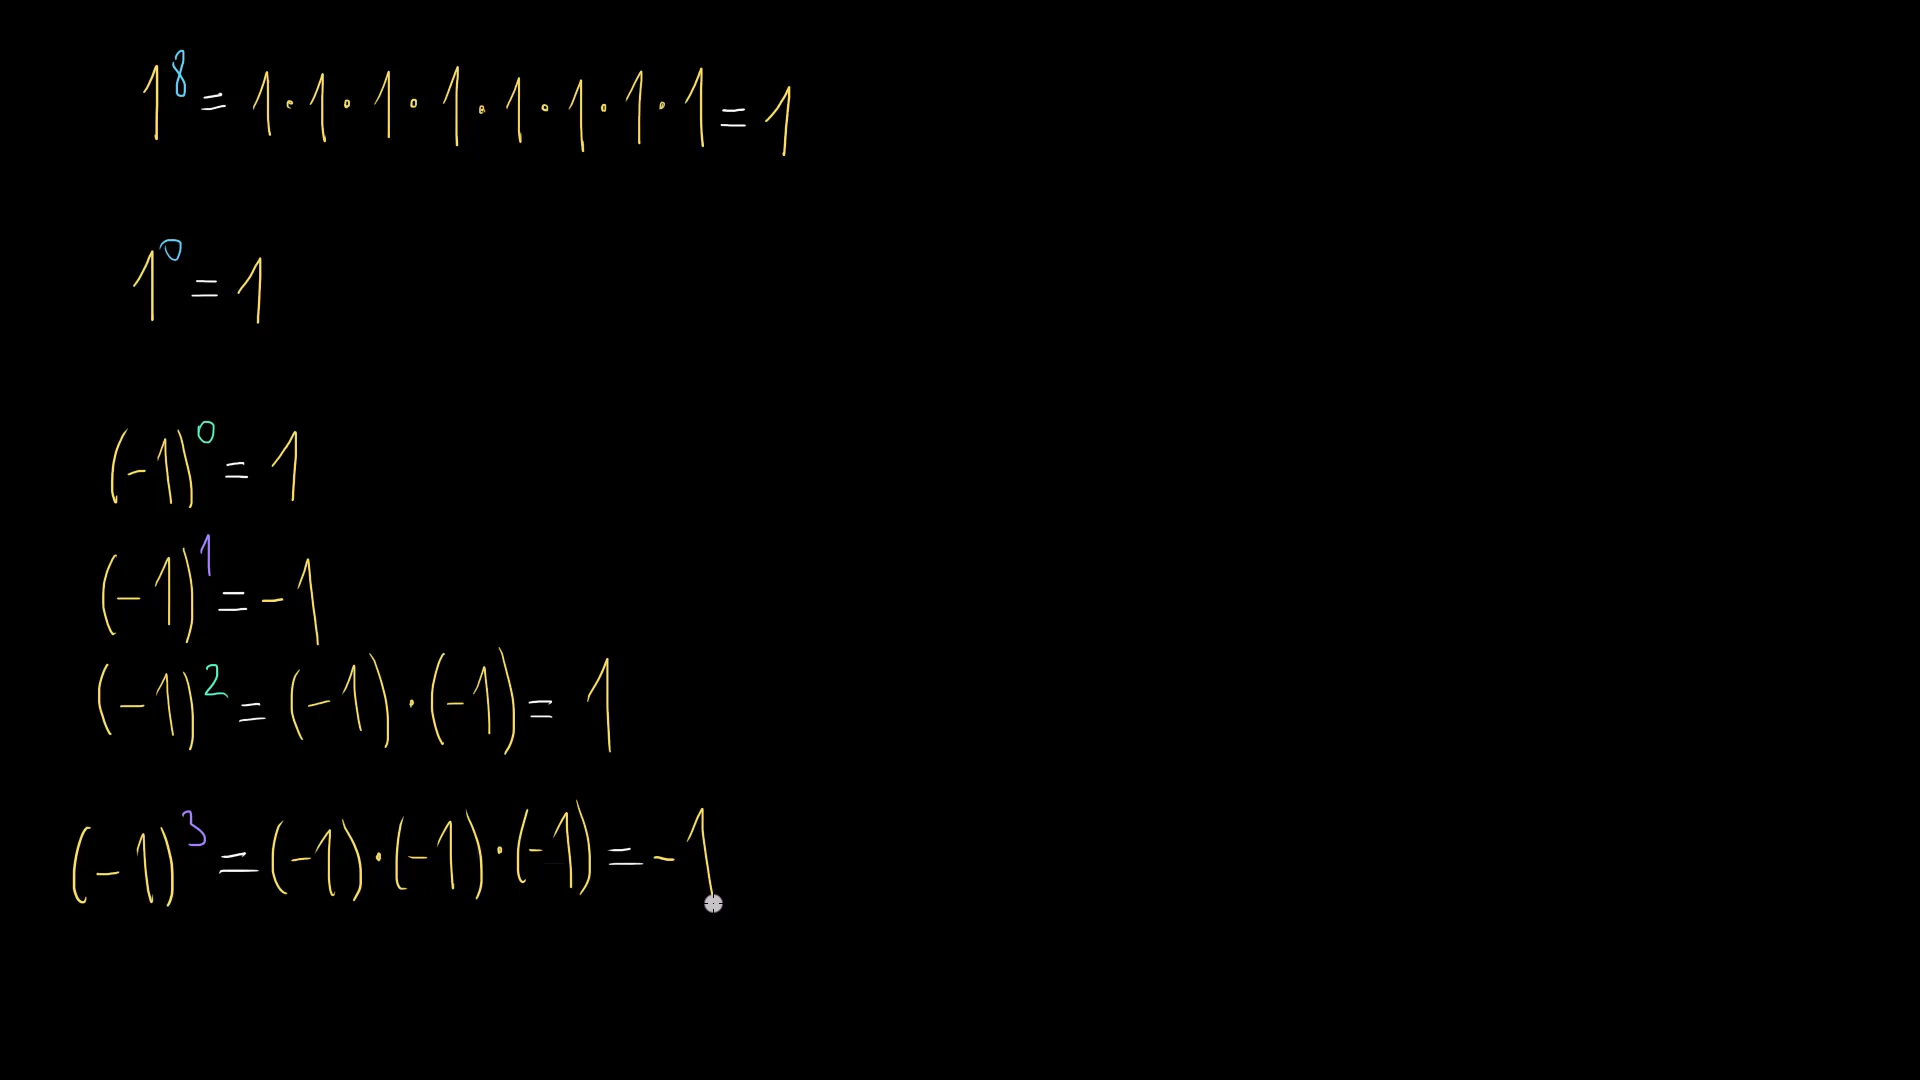 1⁸ = 1·1·1·1·1·1·1·1 = 1
1⁰ = 1
(-1)⁰ = 1
(-1)¹ = -1
(-1)² = (-1)·(-1) = 1
(-1)³ = (-1)·(-1)·(-1) = -1